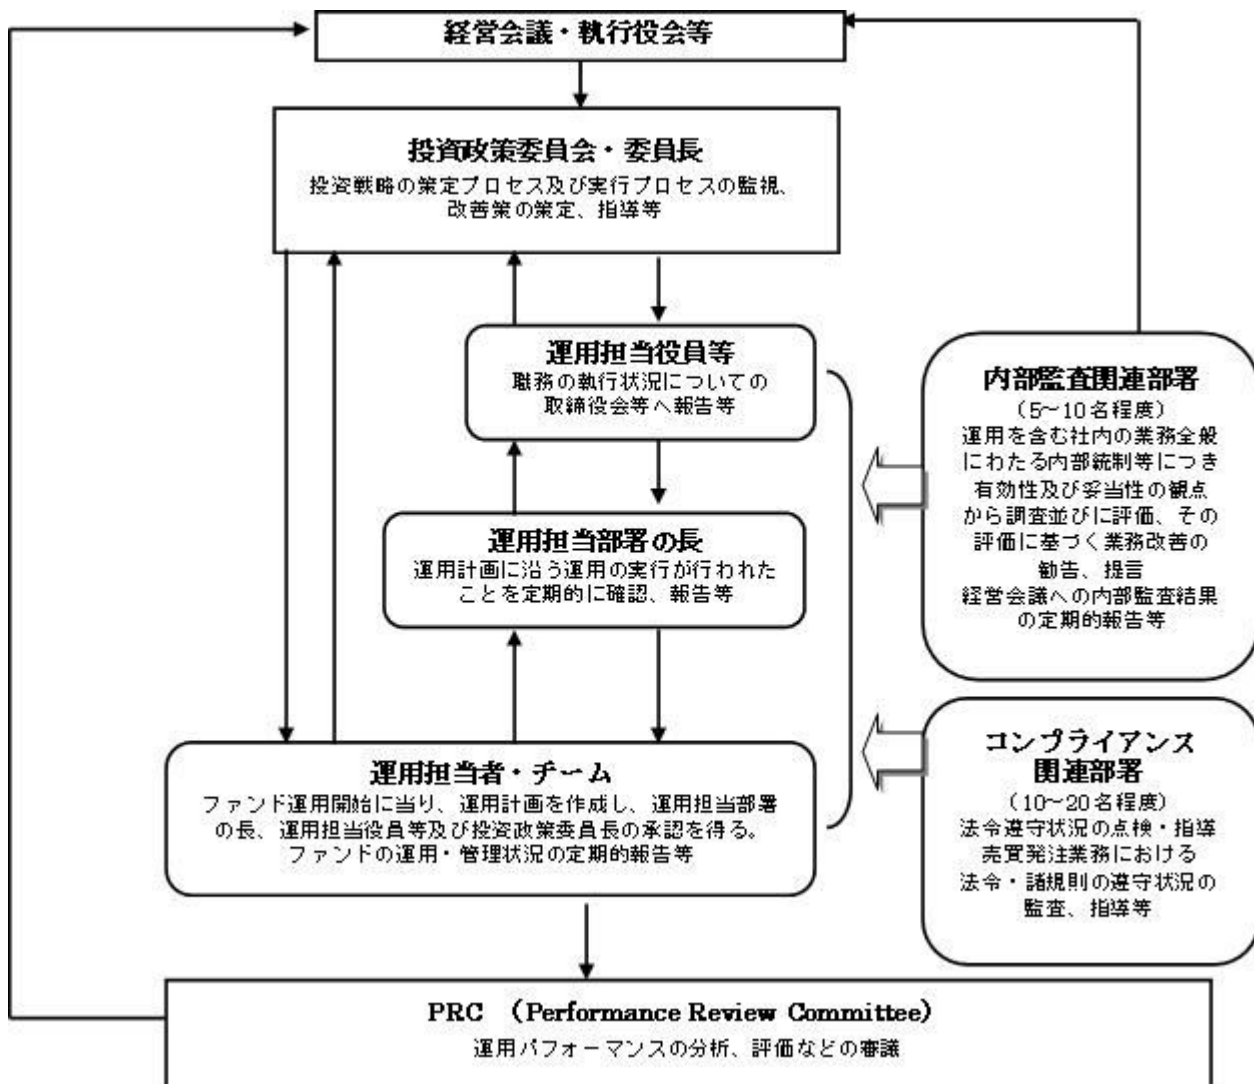 経営会議・執行役会等
投資政策委員会・委員長
投資戦略の策定プロセス及び実行プロセスの監視、
改善策の策定、指導等
運用担当役員等
職務の執行状況についての
取締役会等へ報告等
運用担当部署の長
運用計画に沿う運用の実行が行われた
ことを定期的に確認、報告等
運用担当者・チーム
ファンド運用開始に当り、運用計画を作成し、運用担当部署
の長、運用担当役員等及び投資政策委員長の承認を得る。
ファンドの運用・管理状況の定期的報告等
内部監査関連部署
（5～10名程度）
運用を含む社内の業務全般
にわたる内部統制等につき
有効性及び妥当性の観点
から調査並びに評価、その
評価に基づく業務改善の
勧告、提言
経営会議への内部監査結果
の定期的報告等
コンプライアンス
関連部署
（10～20名程度）
法令遵守状況の点検・指導
売買発注業務における
法令・諸規則の遵守状況の
監査、指導等
PRC （Performance Review Committee）
運用パフォーマンスの分析、評価などの審議